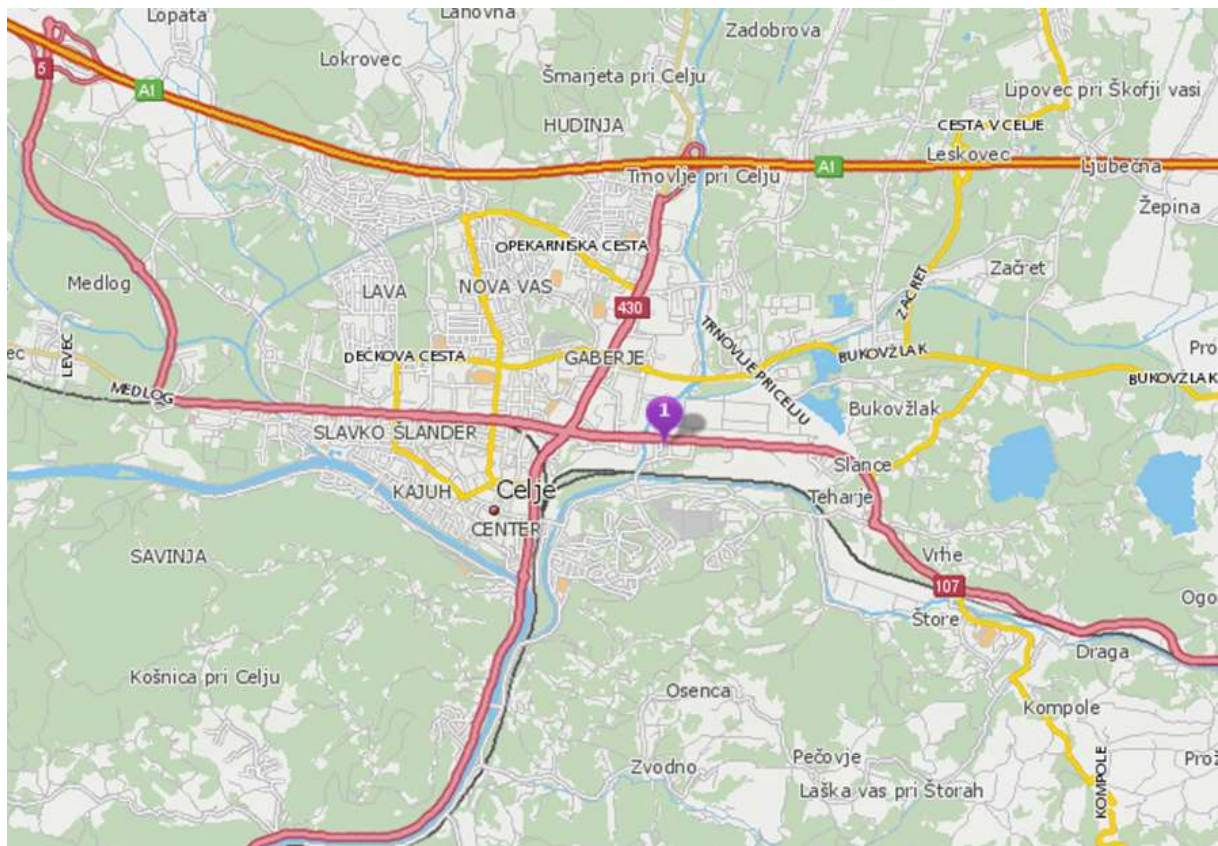 Lopata
Lahovna
Zadobrova
Lokrovec
5
A1
Šmarjeta pri Celju
Lipovec pri Škofji vasi
HUDINJA
CESTA V CELJE
Leskovec
A1
Ljubečna
Trnovlje pri Celju
Žepina
OPEKARNIŠKA CESTA
Začret
Medlog
LAVA
NOVA VAS
ZAČRET
430
TRNOVLJE PRI CELJU
LEVEC
ec
DEČKOVA CESTA
GABERJE
BUKOVŽLAK
Pro
BUKOVŽLAK
MEDLOG
1
Bukovžlak
SLAVKO ŠLANDER
Slance
KAJUH
Celje
Teharje
CENTER
SAVINJA
Vrhe
107
Ogo
Štore
Draga
Košnica pri Celju
Osenca
Kompole
Pečovje
Zvodno
Prož
Laška vas pri Štorah
KOMPOLE